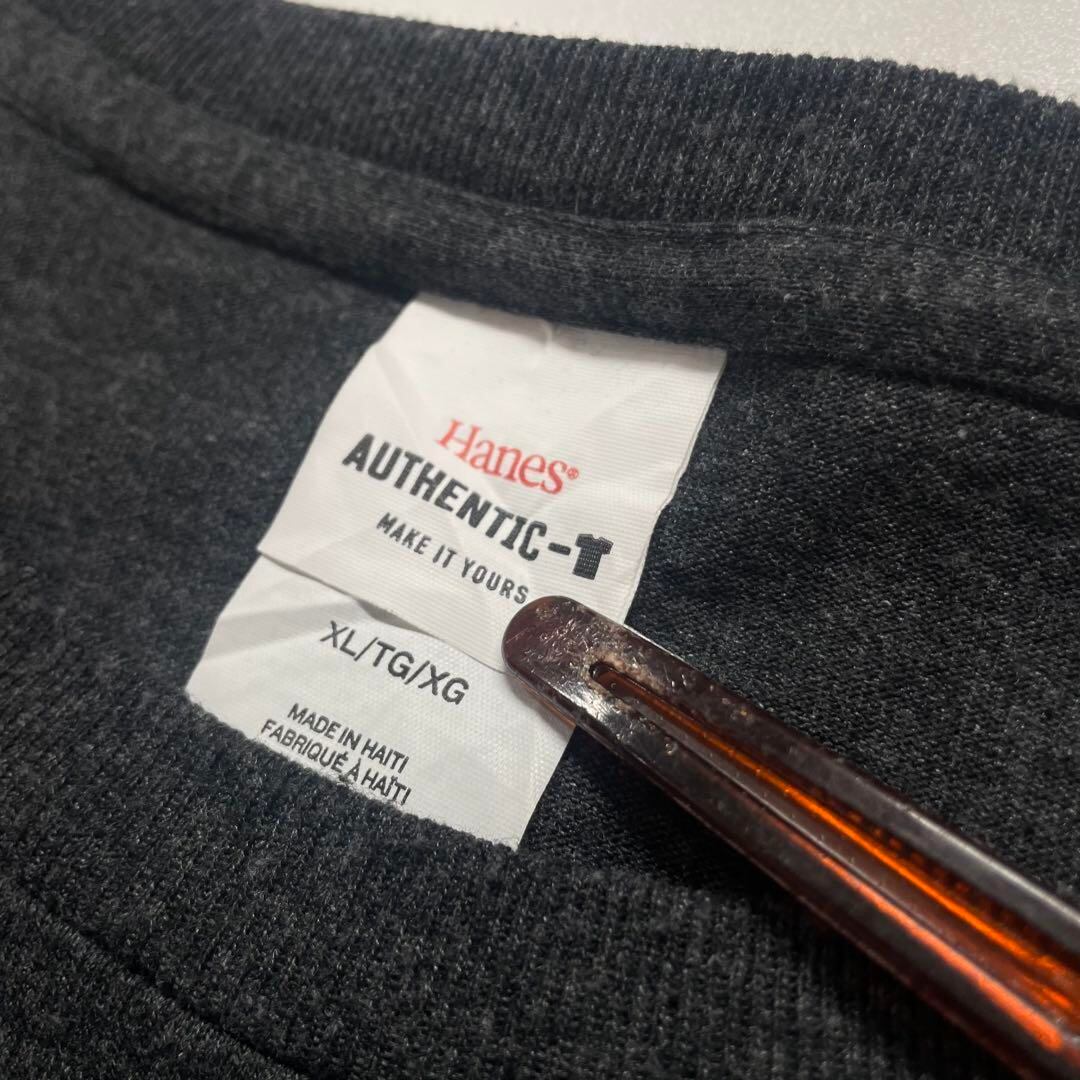 Hanes®
AUTHENTIC-T
MAKE IT YOURS
XL/TG/XG
MADE IN HAITI
FABRIQUÉ À HAÏTI